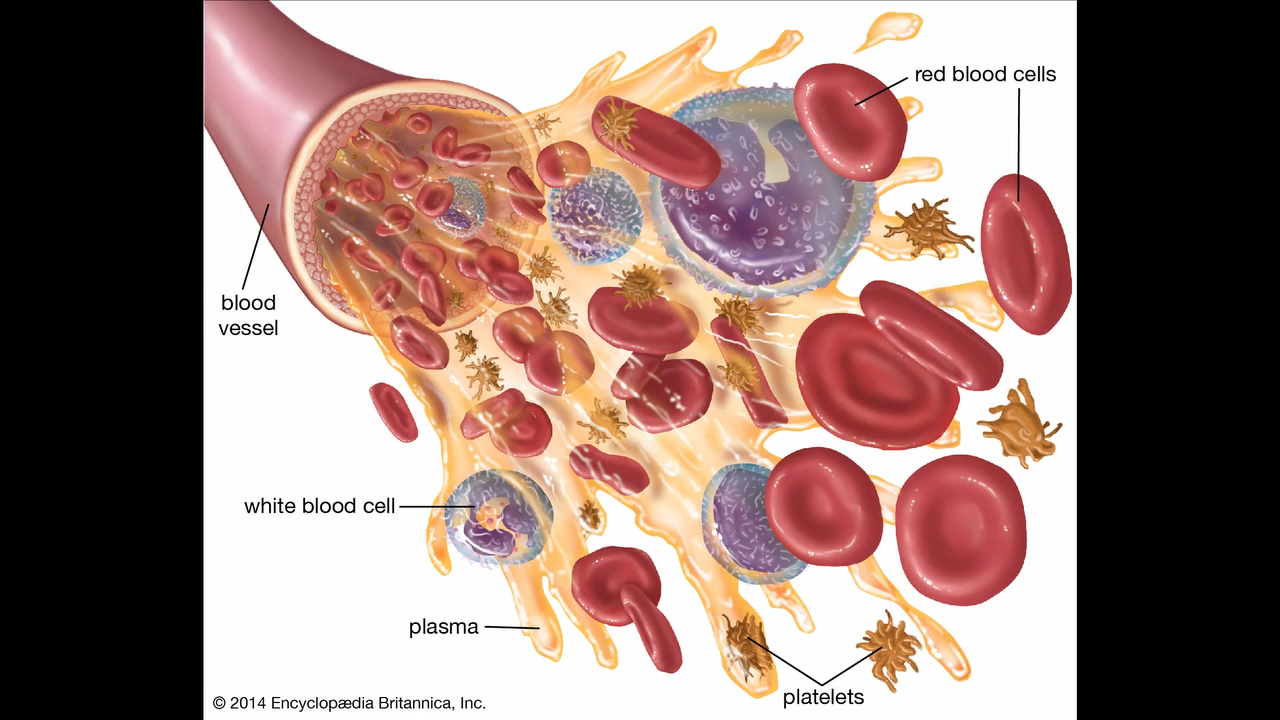 red blood cells
blood
vessel
white blood cell
plasma
platelets
© 2014 Encyclopædia Britannica, Inc.